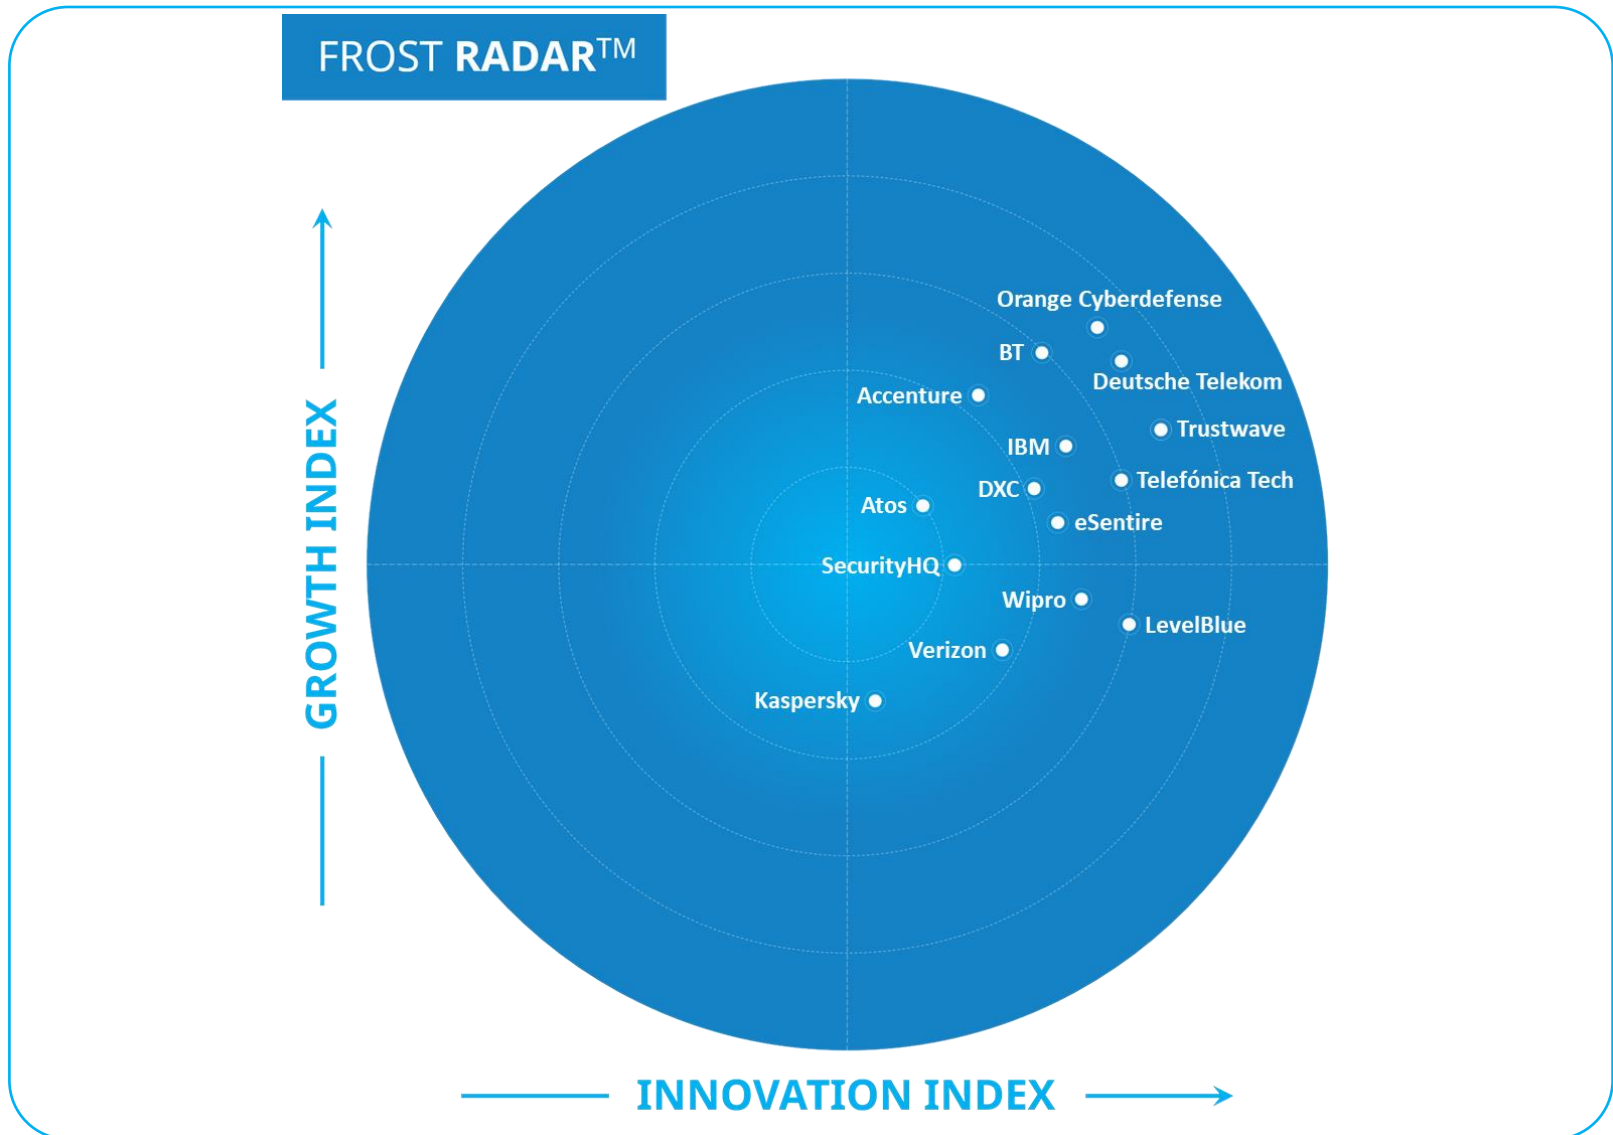 FROST RADAR™
GROWTH INDEX
Orange Cyberdefense
BT
Deutsche Telekom
Accenture
Trustwave
IBM
Telefónica Tech
DXC
Atos
eSentire
SecurityHQ
Wipro
LevelBlue
Verizon
Kaspersky
INNOVATION INDEX